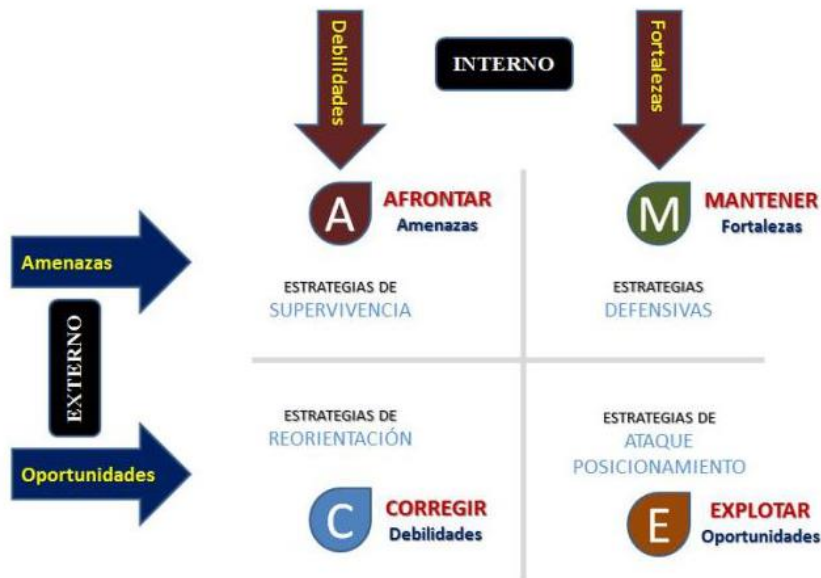 Debilidades
INTERNO
Fortalezas
A
AFRONTAR
Amenazas
M
MANTENER
Fortalezas
Amenazas
ESTRATEGIAS DE
SUPERVIVENCIA
ESTRATEGIAS
DEFENSIVAS
EXTERNO
ESTRATEGIAS DE
REORIENTACIÓN
ESTRATEGIAS DE
ATAQUE
POSICIONAMIENTO
Oportunidades
C
CORREGIR
Debilidades
E
EXPLOTAR
Oportunidades